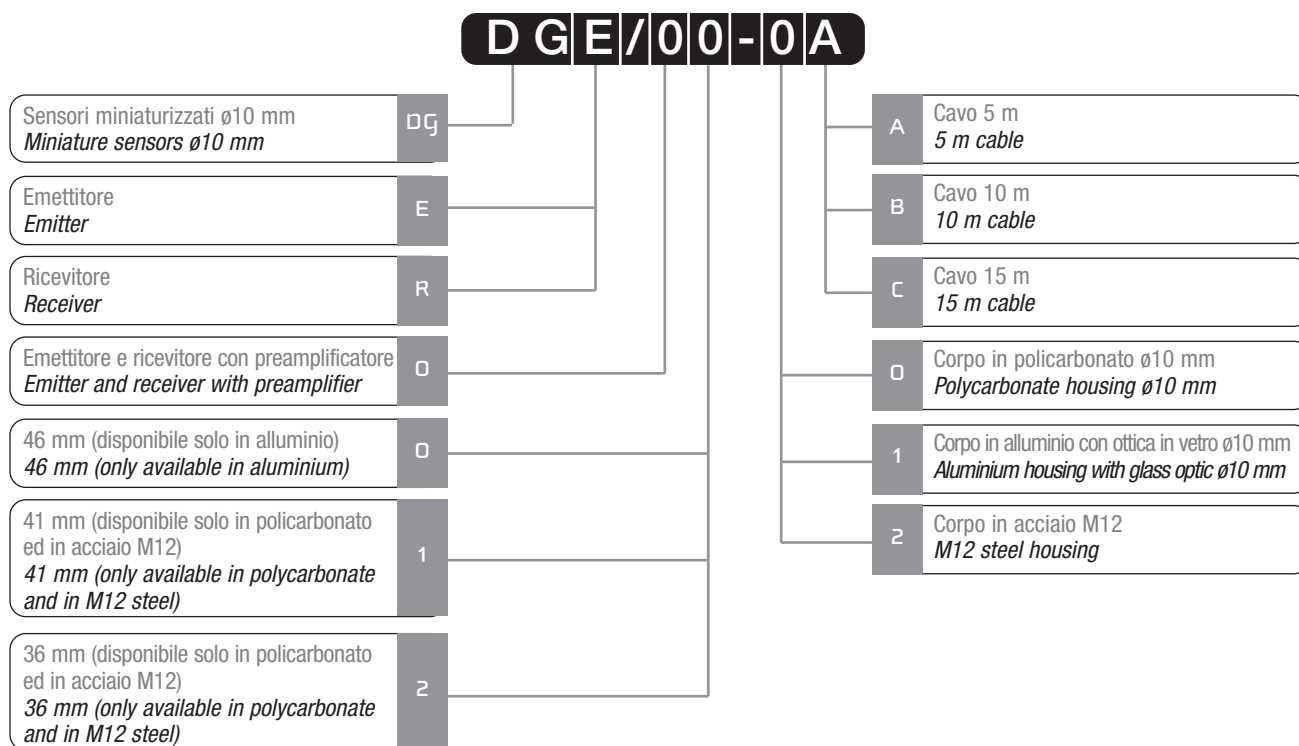 DGE/00-0A
Sensori miniaturizzati ø10 mm
Miniature sensors ø10 mm
DG
Emettitore
Emitter
E
Ricevitore
Receiver
R
Emettitore e ricevitore con preamplificatore
Emitter and receiver with preamplifier
0
46 mm (disponibile solo in alluminio)
46 mm (only available in aluminium)
0
41 mm (disponibile solo in policarbonato
ed in acciaio M12)
41 mm (only available in polycarbonate
and in M12 steel)
1
36 mm (disponibile solo in policarbonato
ed in acciaio M12)
36 mm (only available in polycarbonate
and in M12 steel)
2
A
Cavo 5 m
5 m cable
B
Cavo 10 m
10 m cable
C
Cavo 15 m
15 m cable
0
Corpo in policarbonato ø10 mm
Polycarbonate housing ø10 mm
1
Corpo in alluminio con ottica in vetro ø10 mm
Aluminium housing with glass optic ø10 mm
2
Corpo in acciaio M12
M12 steel housing